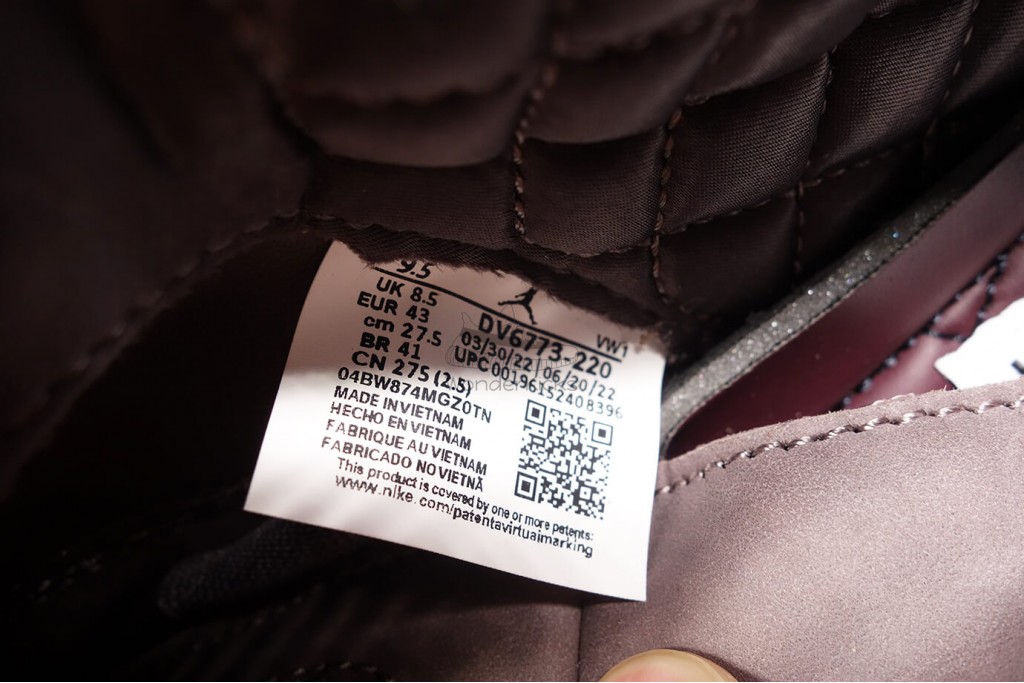 9.5
UK 8.5
EUR 43
cm 27.5
BR 41
CN 275 (2.5)
04BW874MGZ0TN
MADE IN VIETNAM
HECHO EN VIETNAM
FABRIQUE AU VIETNAM
FABRICADO NO VIETNÃ
This product is covered by one or more patents:
www.nike.com/patentavirtuaimarking
VW1
DV6773-220
03/30/22 06/20/22
UPC 00196152408396